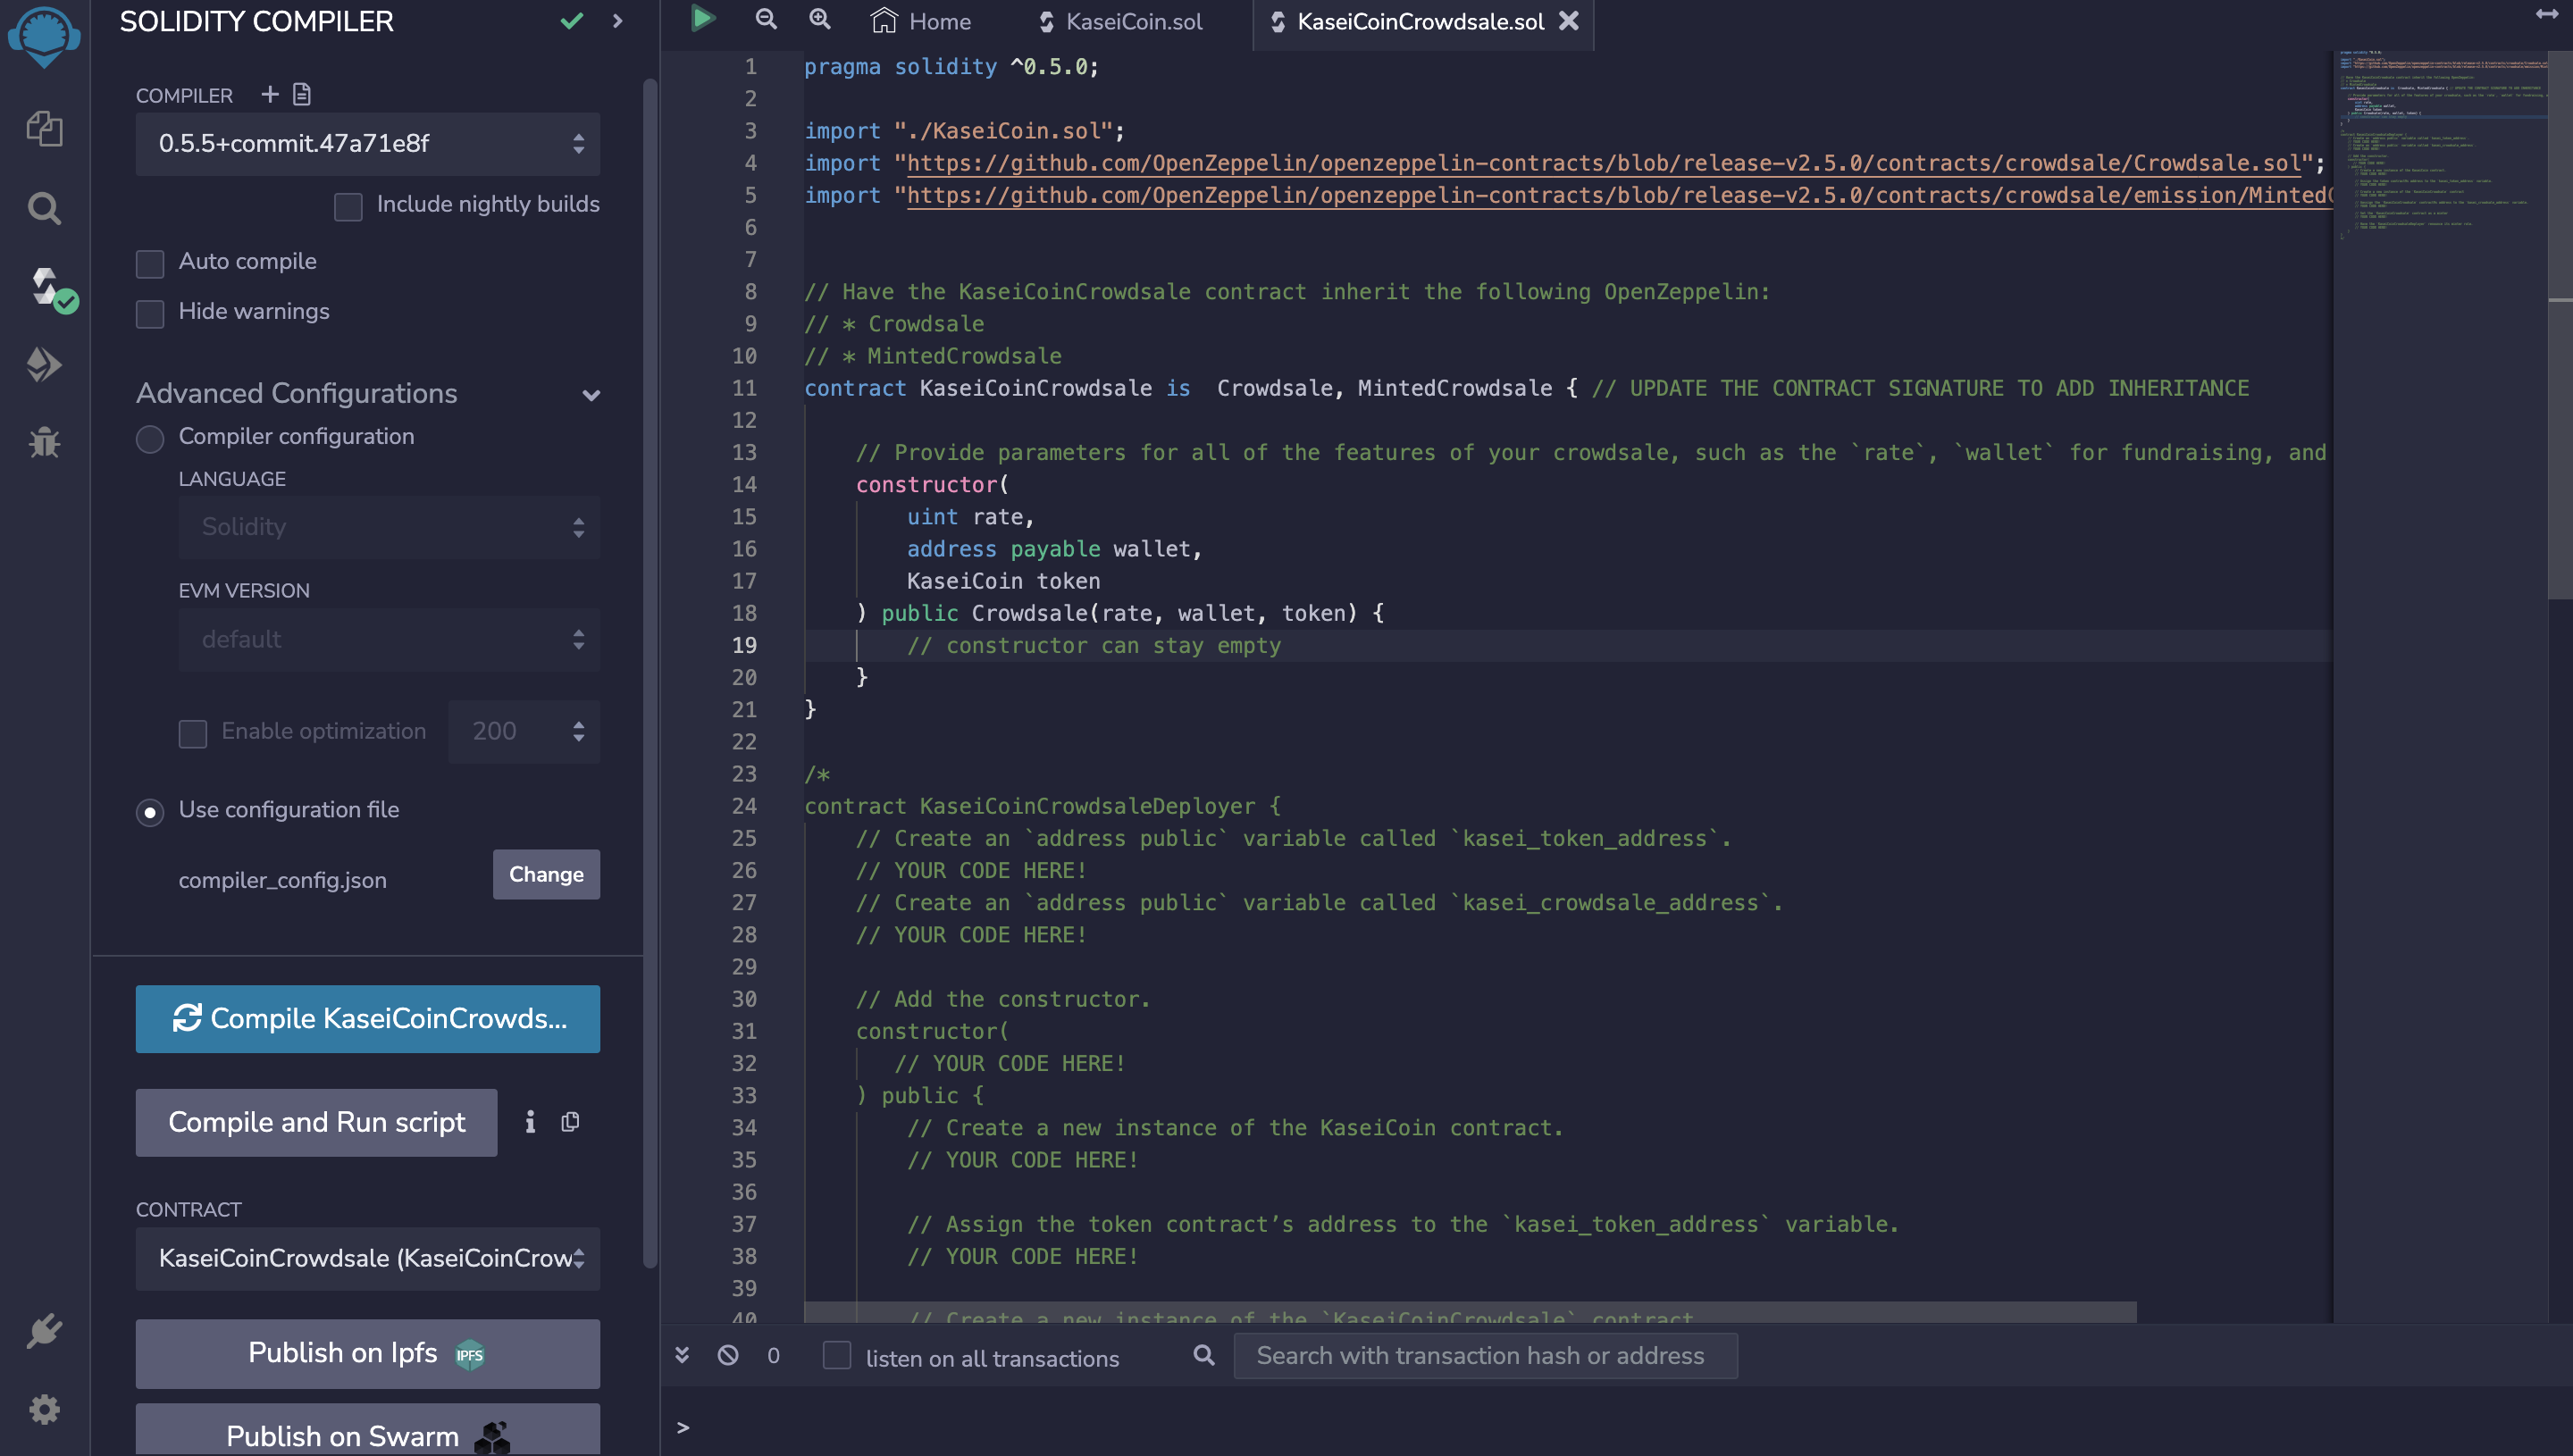 SOLIDITY COMPILER
COMPILER
0.5.5+commit.47a71e8f
Include nightly builds
Auto compile
Hide warnings
Advanced Configurations
Compiler configuration
LANGUAGE
Solidity
EVM VERSION
default
Enable optimization 200
Use configuration file
compiler_config.json Change
Compile KaseiCoinCrowds...
Compile and Run script
CONTRACT
KaseiCoinCrowdsale (KaseiCoinCrow
Publish on Ipfs IPFS
Publish on Swarm
Home KaseiCoin.sol KaseiCoinCrowdsale.sol
1 pragma solidity ^0.5.0;
2
3 import "./KaseiCoin.sol";
4 import "https://github.com/OpenZeppelin/openzeppelin-contracts/blob/release-v2.5.0/contracts/crowdsale/Crowdsale.sol";
5 import "https://github.com/OpenZeppelin/openzeppelin-contracts/blob/release-v2.5.0/contracts/crowdsale/emission/MintedC
6
7
8 // Have the KaseiCoinCrowdsale contract inherit the following OpenZeppelin:
9 // * Crowdsale
10 // * MintedCrowdsale
11 contract KaseiCoinCrowdsale is  Crowdsale, MintedCrowdsale { // UPDATE THE CONTRACT SIGNATURE TO ADD INHERITANCE
12
13 // Provide parameters for all of the features of your crowdsale, such as the `rate`, `wallet` for fundraising, and
14 constructor(
15 uint rate,
16 address payable wallet,
17 KaseiCoin token
18 ) public Crowdsale(rate, wallet, token) {
19 // constructor can stay empty
20 }
21 }
22
23 /*
24 contract KaseiCoinCrowdsaleDeployer {
25 // Create an `address public` variable called `kasei_token_address`.
26 // YOUR CODE HERE!
27 // Create an `address public` variable called `kasei_crowdsale_address`.
28 // YOUR CODE HERE!
29
30 // Add the constructor.
31 constructor(
32 // YOUR CODE HERE!
33 ) public {
34 // Create a new instance of the KaseiCoin contract.
35 // YOUR CODE HERE!
36
37 // Assign the token contract’s address to the `kasei_token_address` variable.
38 // YOUR CODE HERE!
39
40 // Create a new instance of the `KaseiCoinCrowdsale` contract
0 listen on all transactions Search with transaction hash or address
>